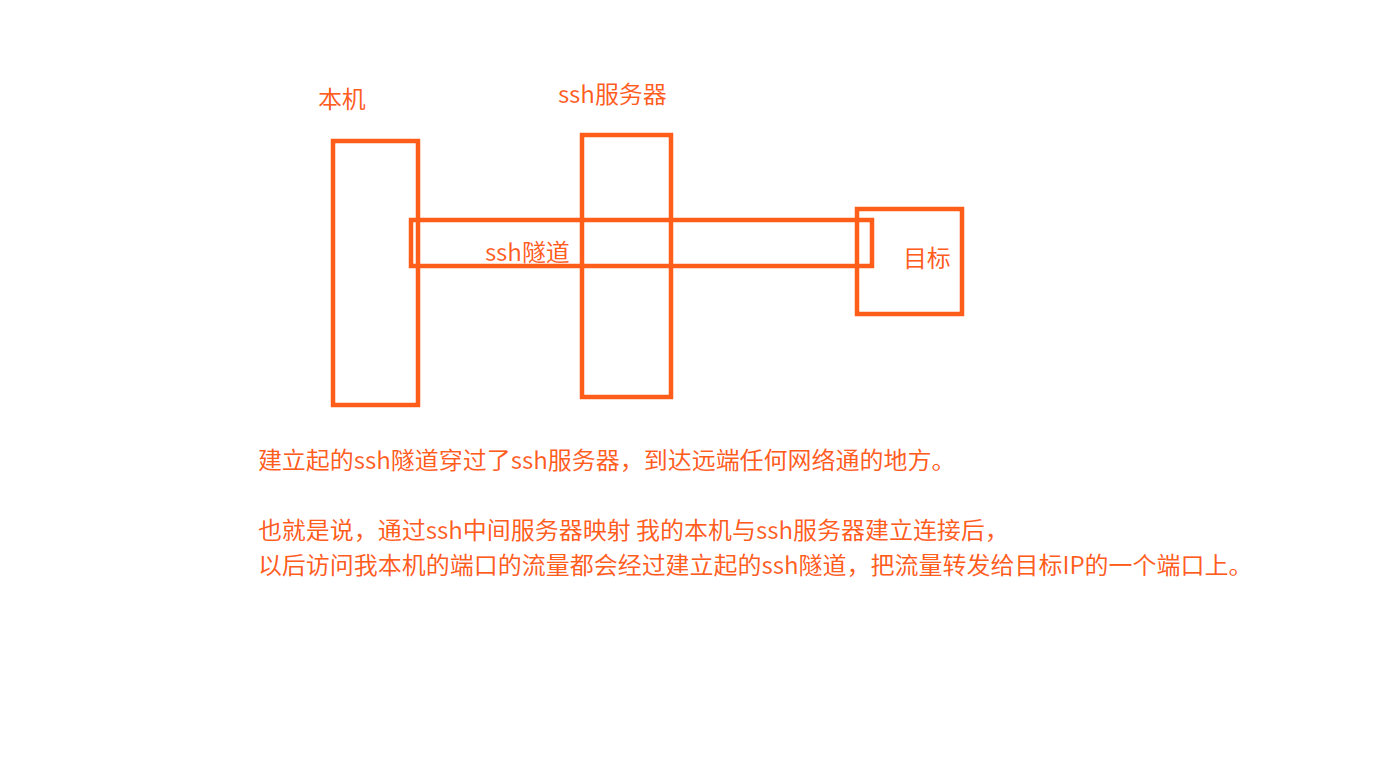 本机
ssh服务器
ssh隧道
目标
建立起的ssh隧道穿过了ssh服务器，到达远端任何网络通的地方。
也就是说，通过ssh中间服务器映射 我的本机与ssh服务器建立连接后，
以后访问我本机的端口的流量都会经过建立起的ssh隧道，把流量转发给目标IP的一个端口上。